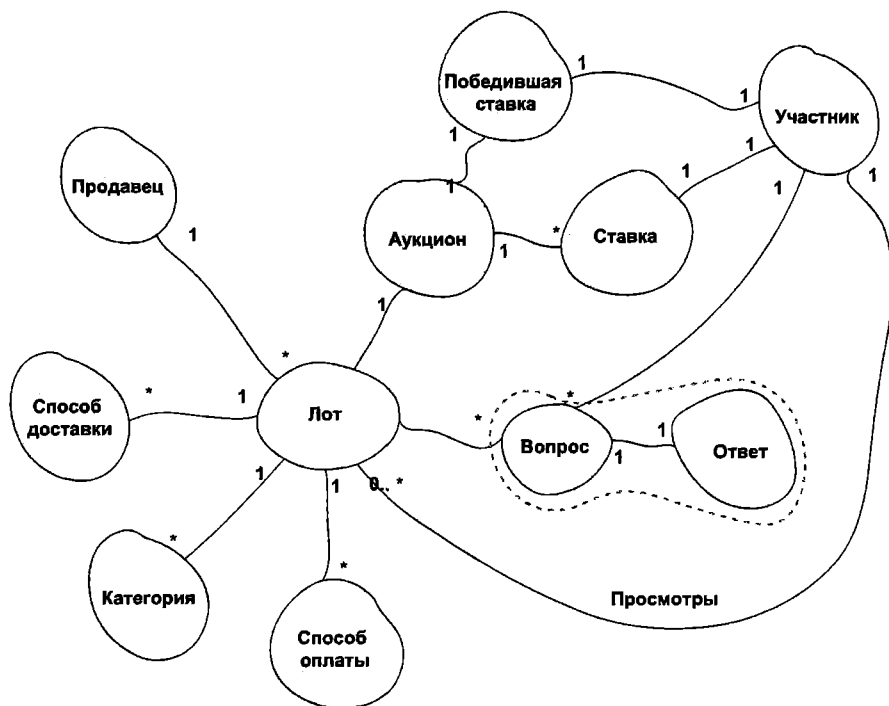 1
Победившая
ставка
1
Участник
1
1
1
1
1
Продавец
1
1
Аукцион
*
Ставка
1
1
*
*
1
Лот
Способ
доставки
*
*
Вопрос
1
1
Ответ
1
1
0.. *
*
*
Категория
Просмотры
Способ
оплаты